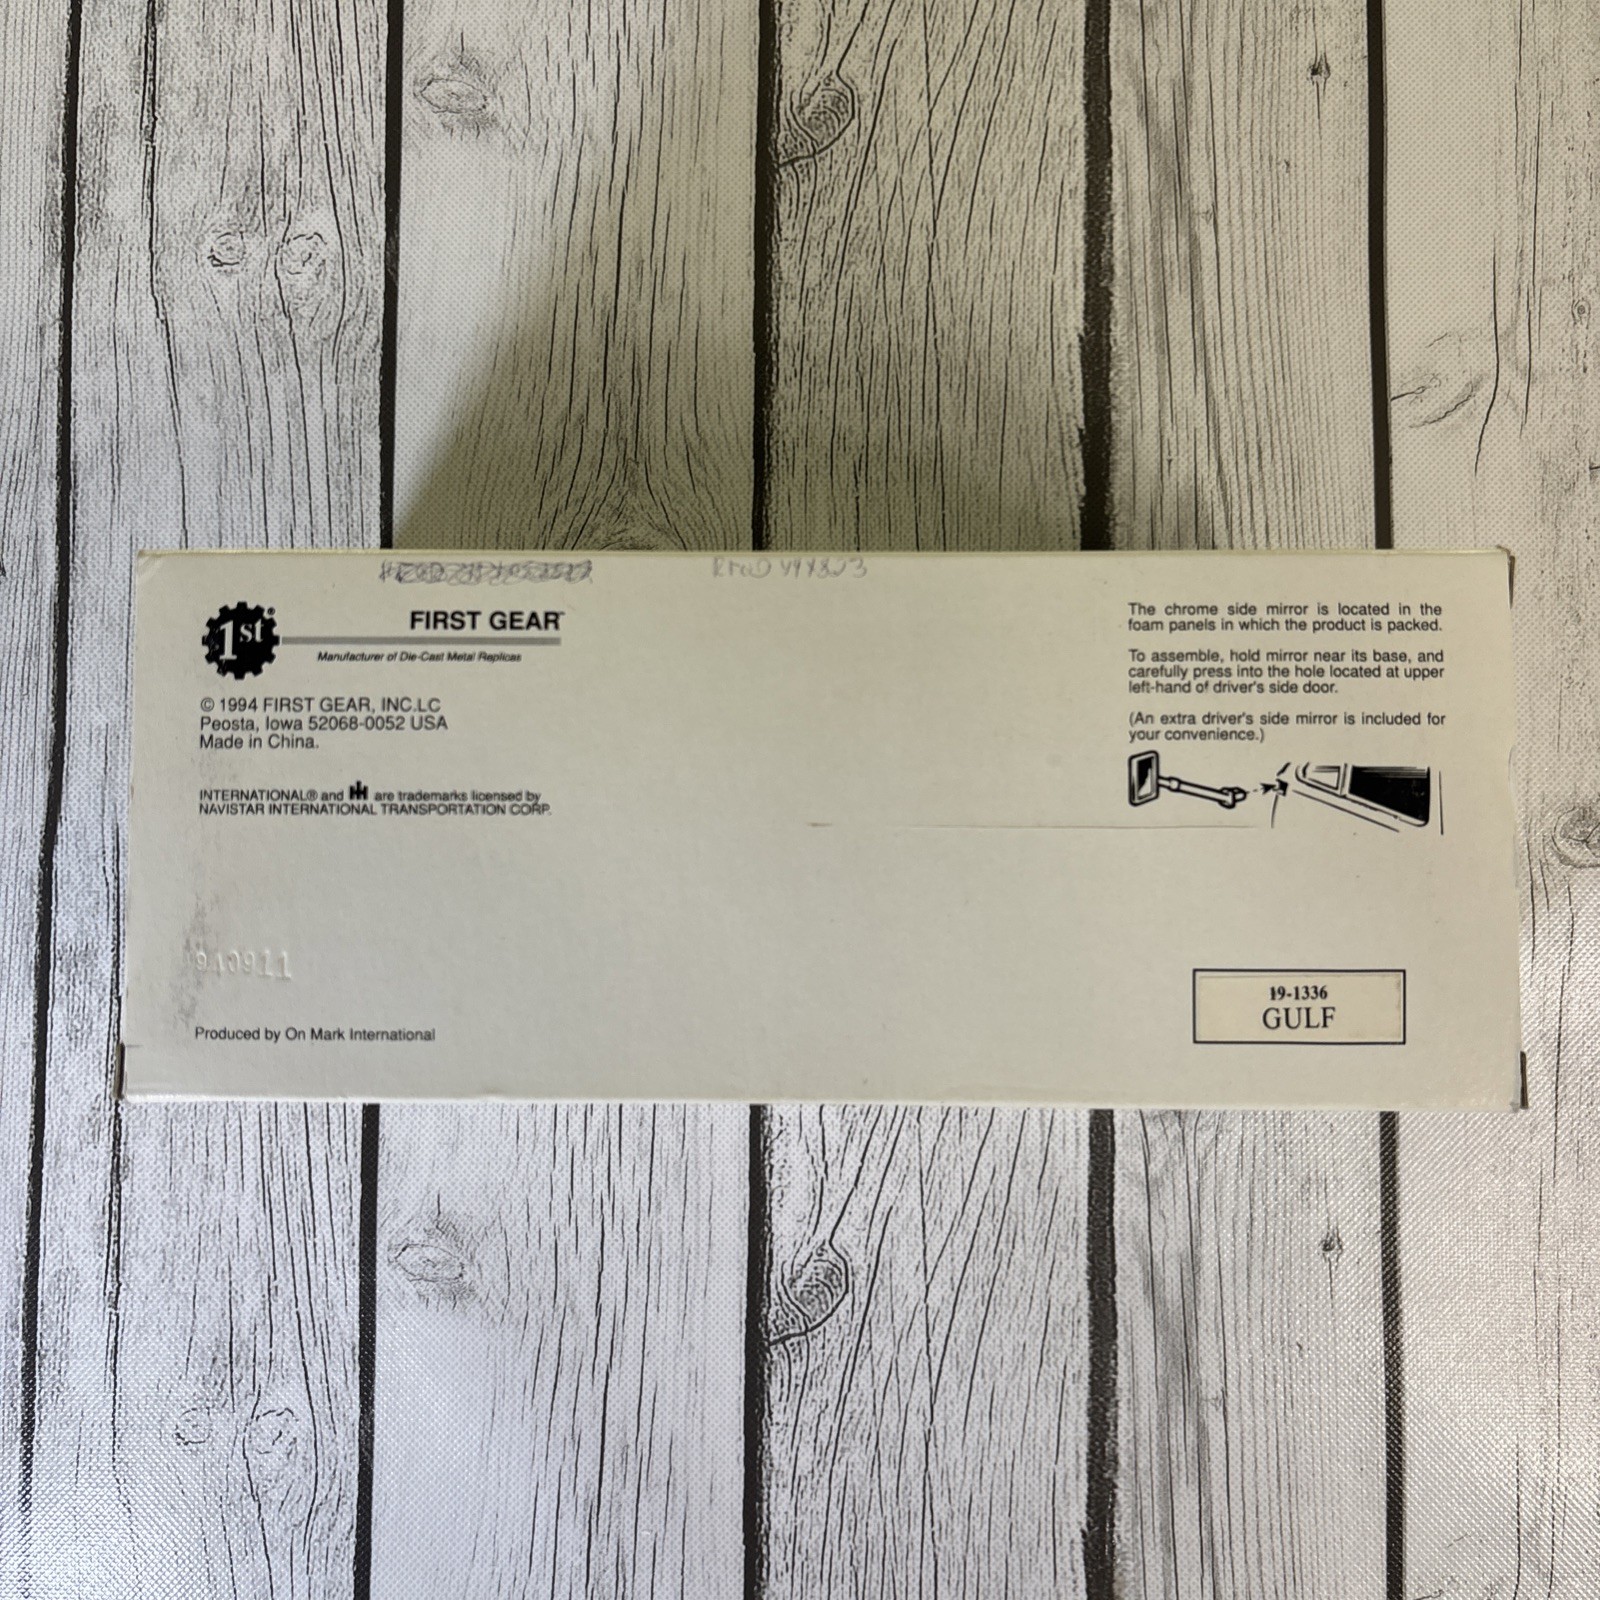 1st®
FIRST GEAR™
Manufacturer of Die-Cast Metal Replicas
© 1994 FIRST GEAR, INC.LC
Peosta, Iowa 52068-0052 USA
Made in China.
INTERNATIONAL® and IH are trademarks licensed by
NAVISTAR INTERNATIONAL TRANSPORTATION CORP.
940911
Produced by On Mark International
The chrome side mirror is located in the
foam panels in which the product is packed.
To assemble, hold mirror near its base, and
carefully press into the hole located at upper
left-hand of driver's side door.
(An extra driver's side mirror is included for
your convenience.)
19-1336
GULF